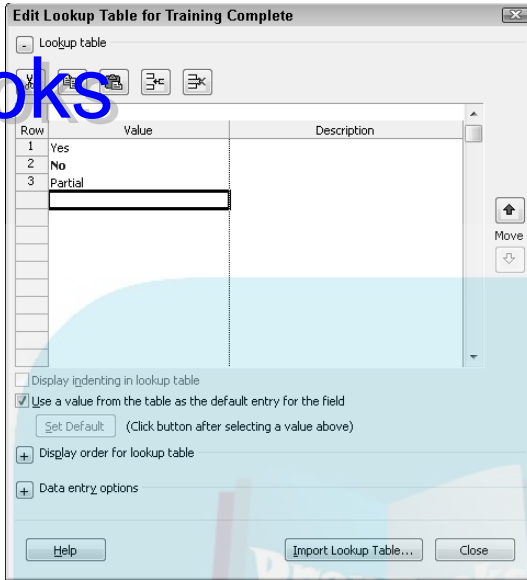 Edit Lookup Table for Training Complete
Lookup table
oks
Row Value Description
1 Yes
2 No
3 Partial
Move
Display indenting in lookup table
Use a value from the table as the default entry for the field
Set Default (Click button after selecting a value above)
Display order for lookup table
Data entry options
Help Import Lookup Table... Close